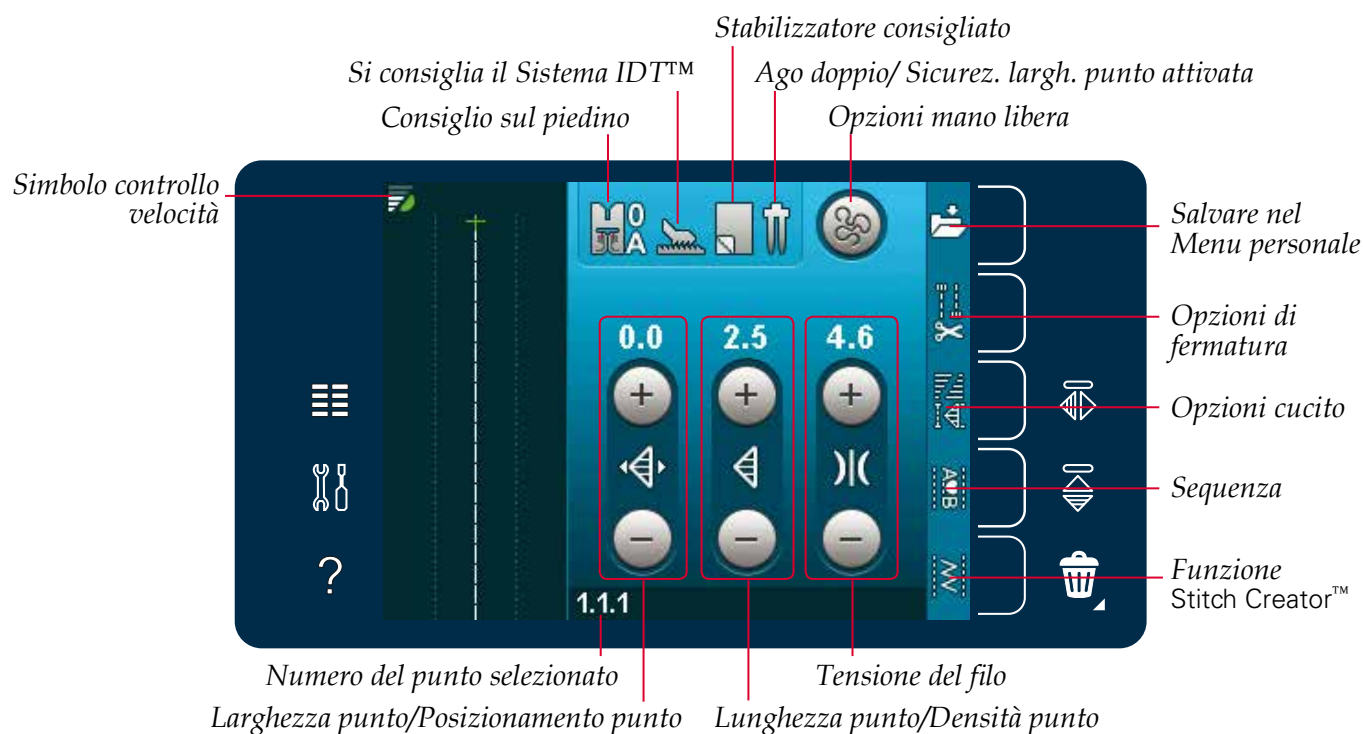 Stabilizzatore consigliato
Si consiglia il Sistema IDT™
Ago doppio/ Sicurez. largh. punto attivata
Consiglio sul piedino
Opzioni mano libera
Simbolo controllo
velocità
0
A
Salvare nel
Menu personale
Opzioni di
fermatura
0.0
2.5
4.6
+
+
+
Opzioni cucito
A B
Sequenza
−
−
−
?
1.1.1
Funzione
Stitch Creator™
Numero del punto selezionato
Tensione del filo
Larghezza punto/Posizionamento punto
Lunghezza punto/Densità punto